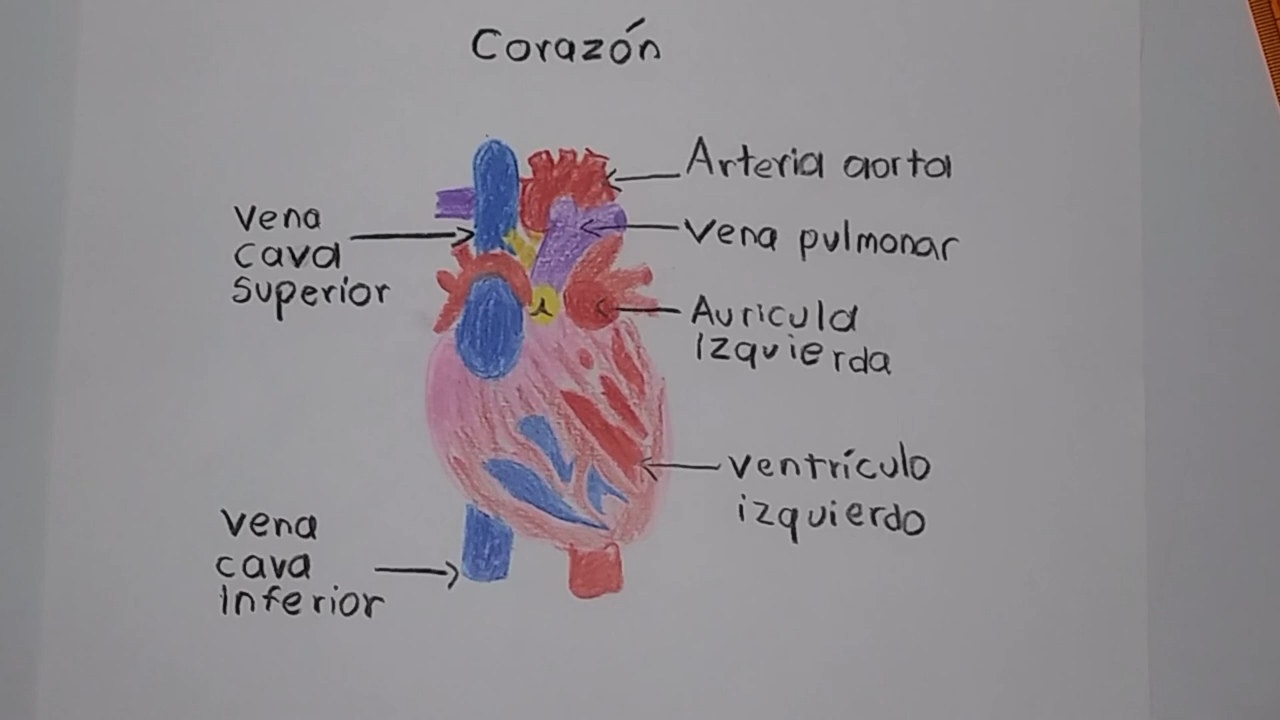 Corazón
Arteria aorta
Vena pulmonar
Vena
cava
Superior
Auricula
Izquierda
Ventrículo
izquierdo
Vena
cava
Inferior